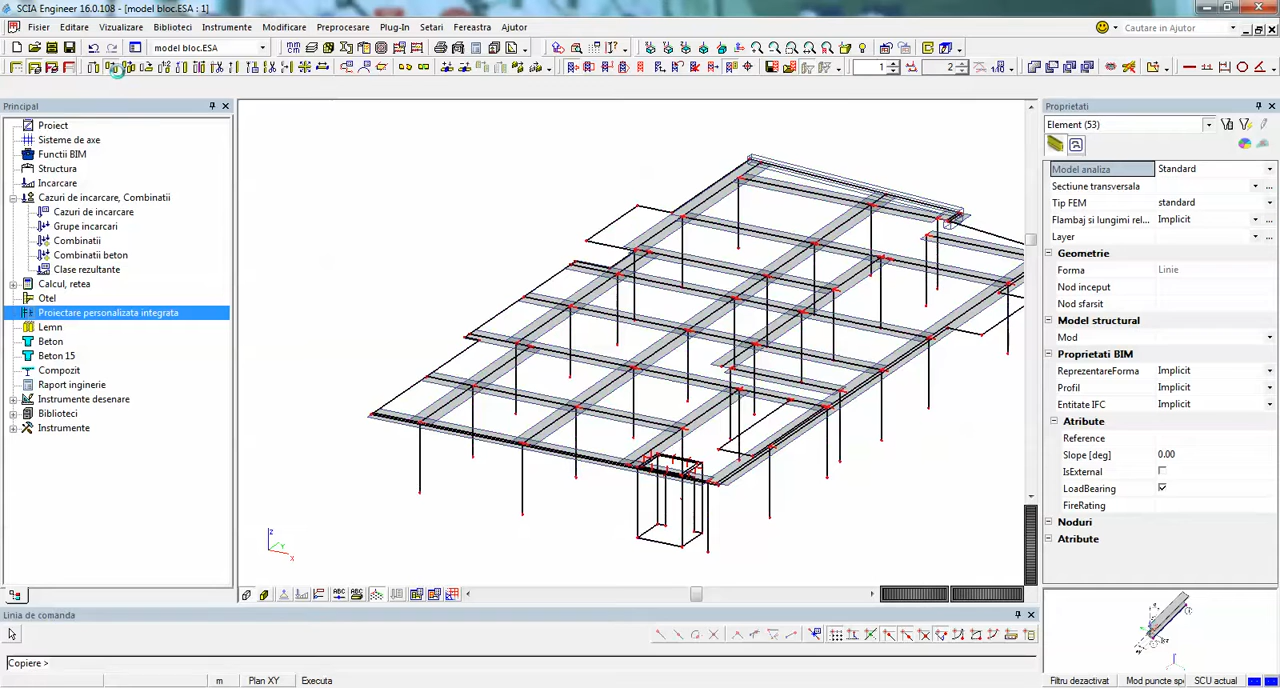 SCIA Engineer 16.0.108 - [model bloc.ESA : 1]
Fisier Editare Vizualizare Biblioteci Instrumente Modificare Preprocesare Plug-In Setari Fereastra Ajutor
Cautare in Ajutor
model bloc.ESA
1 2
Principal
Proiect
Sisteme de axe
Functii BIM
Structura
Incarcare
Cazuri de incarcare, Combinatii
Cazuri de incarcare
Grupe incarcari
Combinatii
Combinatii beton
Clase rezultante
Calcul, retea
Otel
Proiectare personalizata integrata
Lemn
Beton
Beton 15
Compozit
Raport inginerie
Instrumente desenare
Biblioteci
Instrumente
Z
Y
X
Proprietati
Element (53)
Model analiza Standard
Sectiune transversala
Tip FEM standard
Flambaj si lungimi rel... Implicit
Layer
Geometrie
Forma Linie
Nod inceput
Nod sfarsit
Model structural
Mod
Proprietati BIM
ReprezentareForma Implicit
Profil Implicit
Entitate IFC Implicit
Atribute
Reference
Slope [deg] 0.00
IsExternal
LoadBearing
FireRating
Noduri
Atribute
Linia de comanda
Copiere >
m Plan XY Executa
Filtru dezactivat Mod puncte spe SCU actual